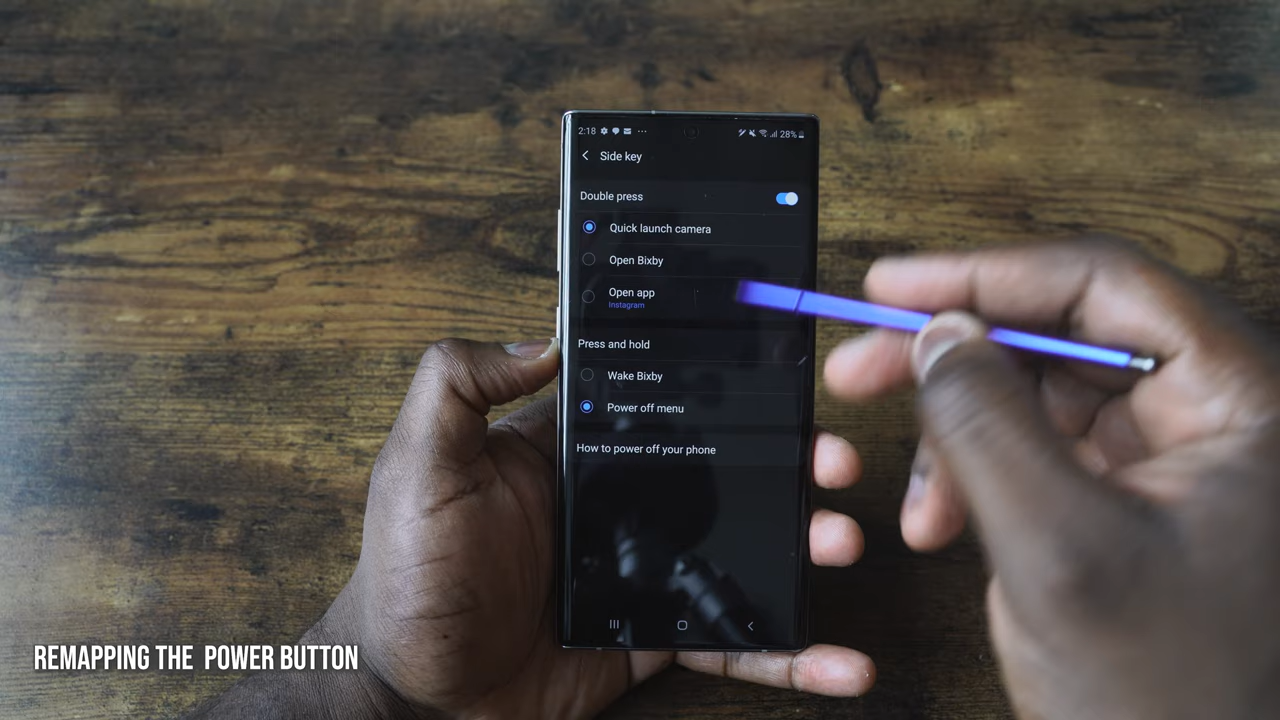 2:18 28%
Side key
Double press
Quick launch camera
Open Bixby
Open app
Instagram
Press and hold
Wake Bixby
Power off menu
How to power off your phone
REMAPPING THE POWER BUTTON